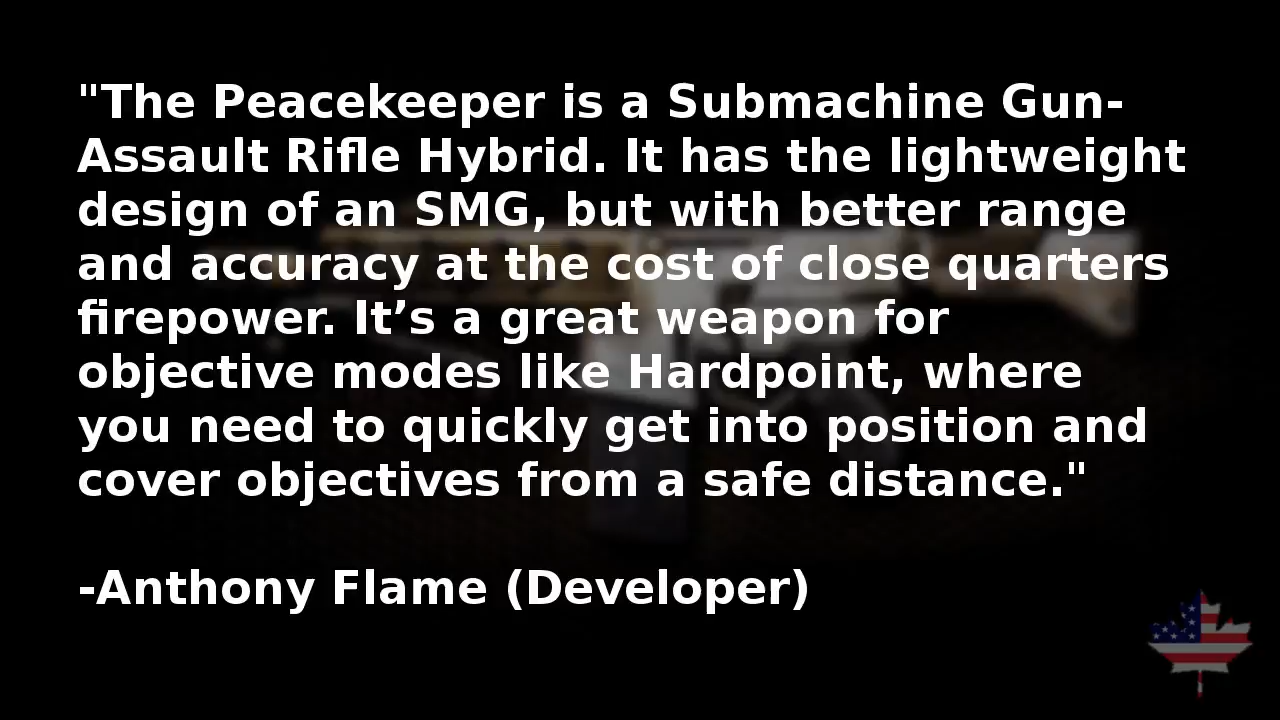 "The Peacekeeper is a Submachine Gun-
Assault Rifle Hybrid. It has the lightweight
design of an SMG, but with better range
and accuracy at the cost of close quarters
firepower. It’s a great weapon for
objective modes like Hardpoint, where
you need to quickly get into position and
cover objectives from a safe distance."
-Anthony Flame (Developer)